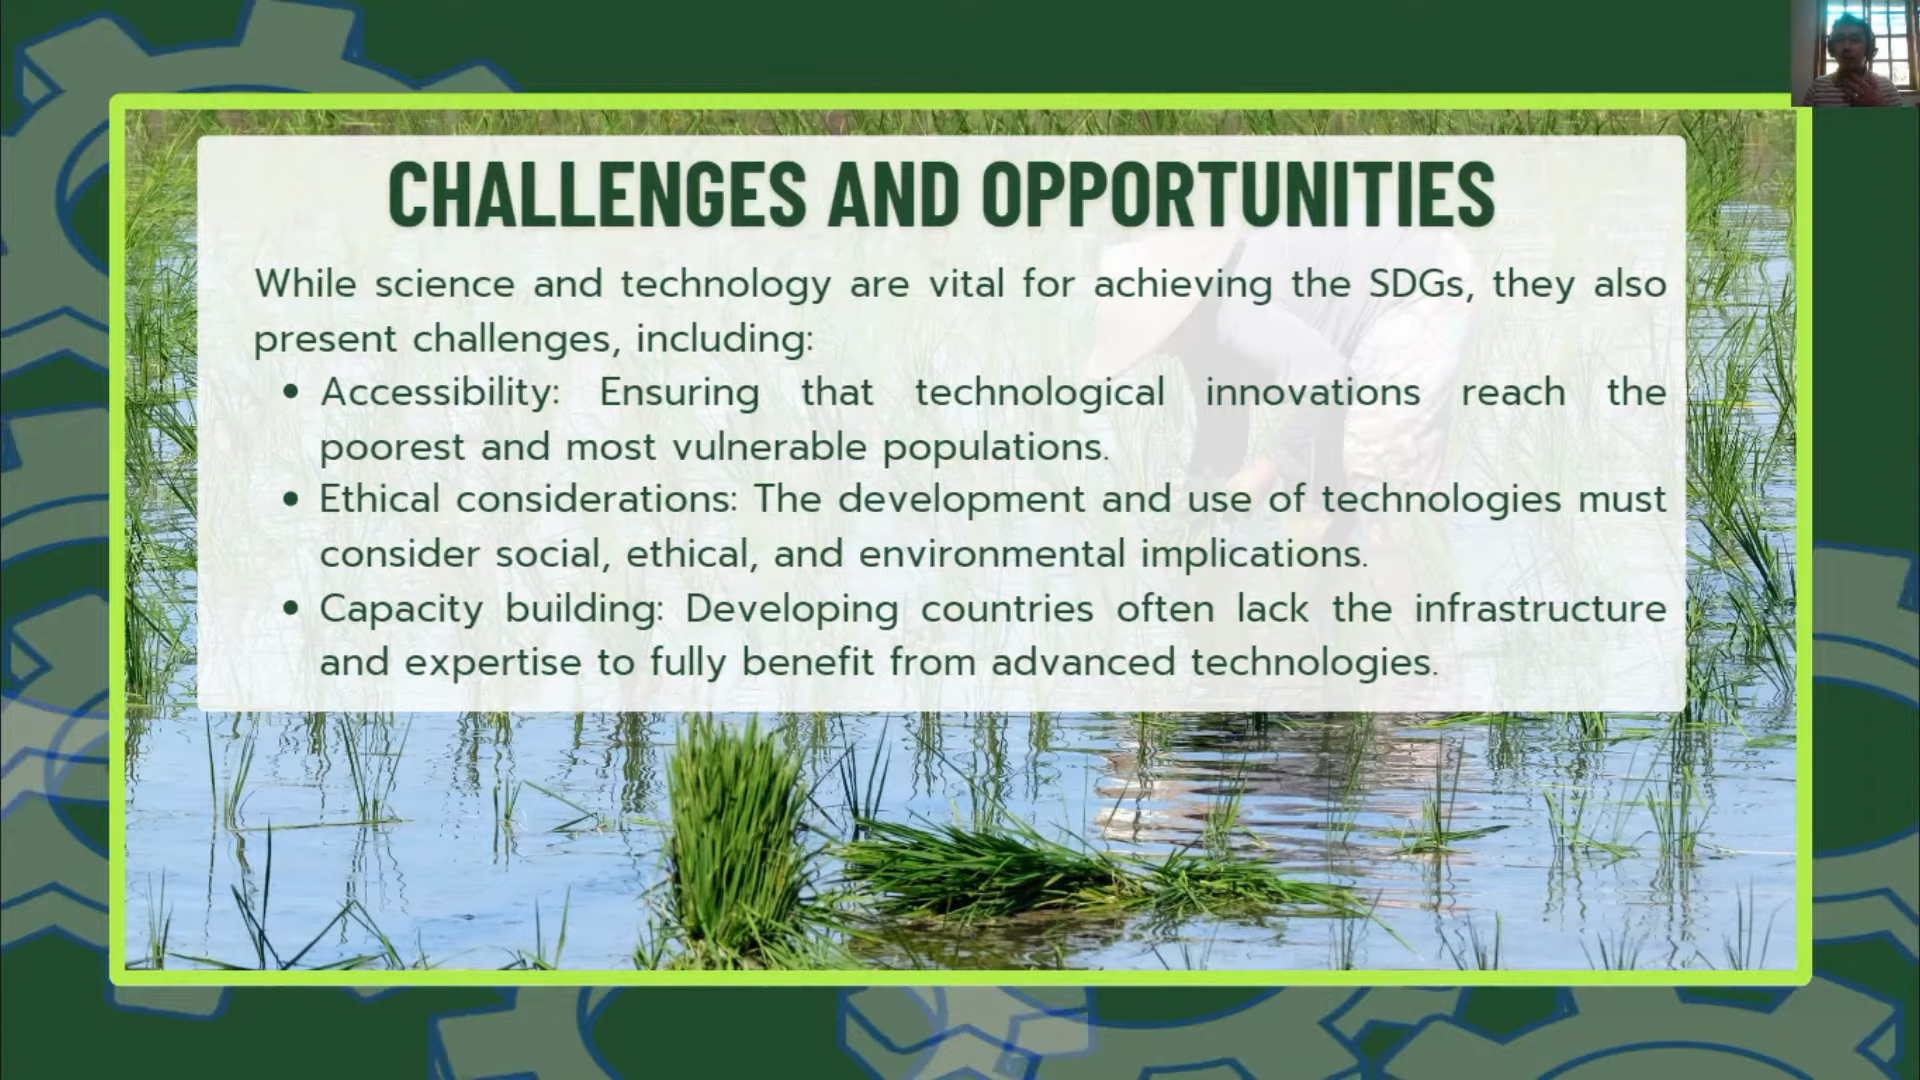 CHALLENGES AND OPPORTUNITIES
While science and technology are vital for achieving the SDGs, they also
present challenges, including:
• Accessibility: Ensuring that technological innovations reach the
poorest and most vulnerable populations.
• Ethical considerations: The development and use of technologies must
consider social, ethical, and environmental implications.
• Capacity building: Developing countries often lack the infrastructure
and expertise to fully benefit from advanced technologies.